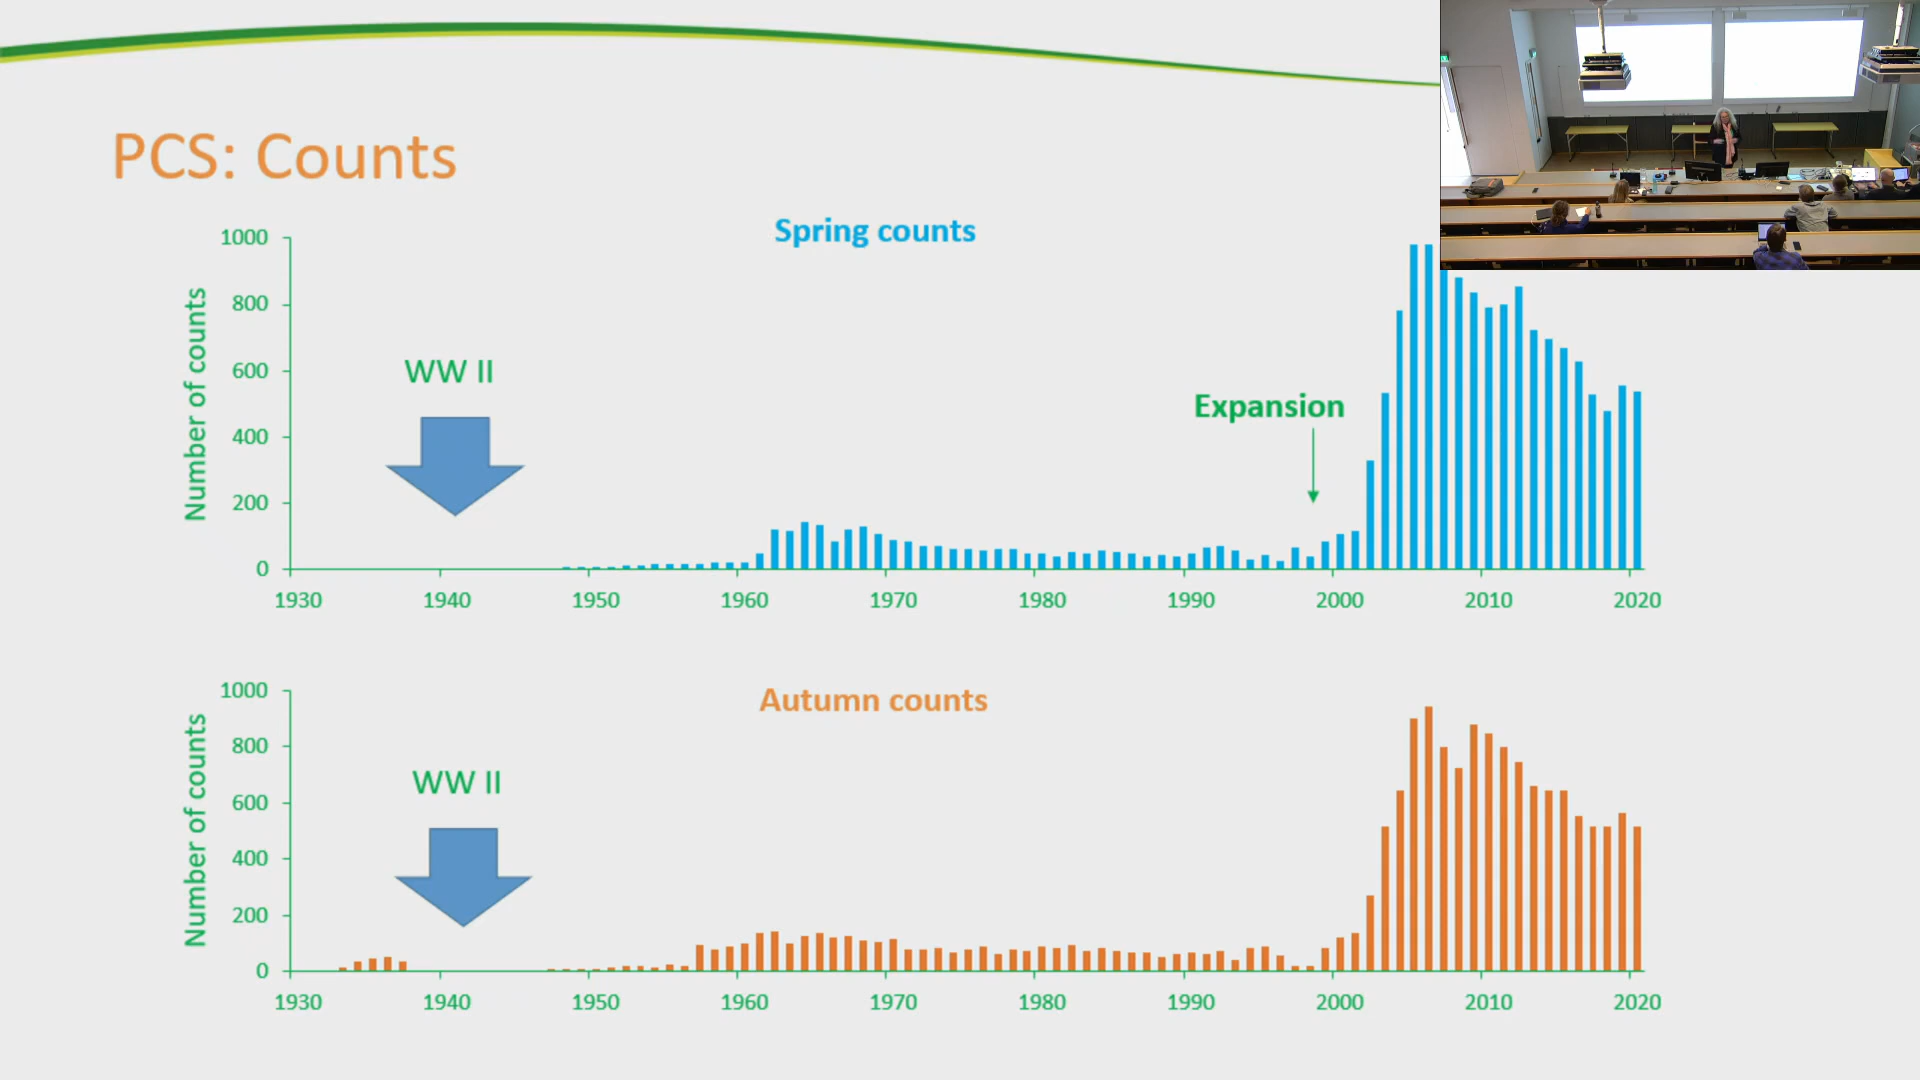 PCS: Counts
Spring counts
Number of counts
1000
800
600
400
200
0
WW II
Expansion
1930 1940 1950 1960 1970 1980 1990 2000 2010 2020
Autumn counts
Number of counts
1000
800
600
400
200
0
WW II
1930 1940 1950 1960 1970 1980 1990 2000 2010 2020